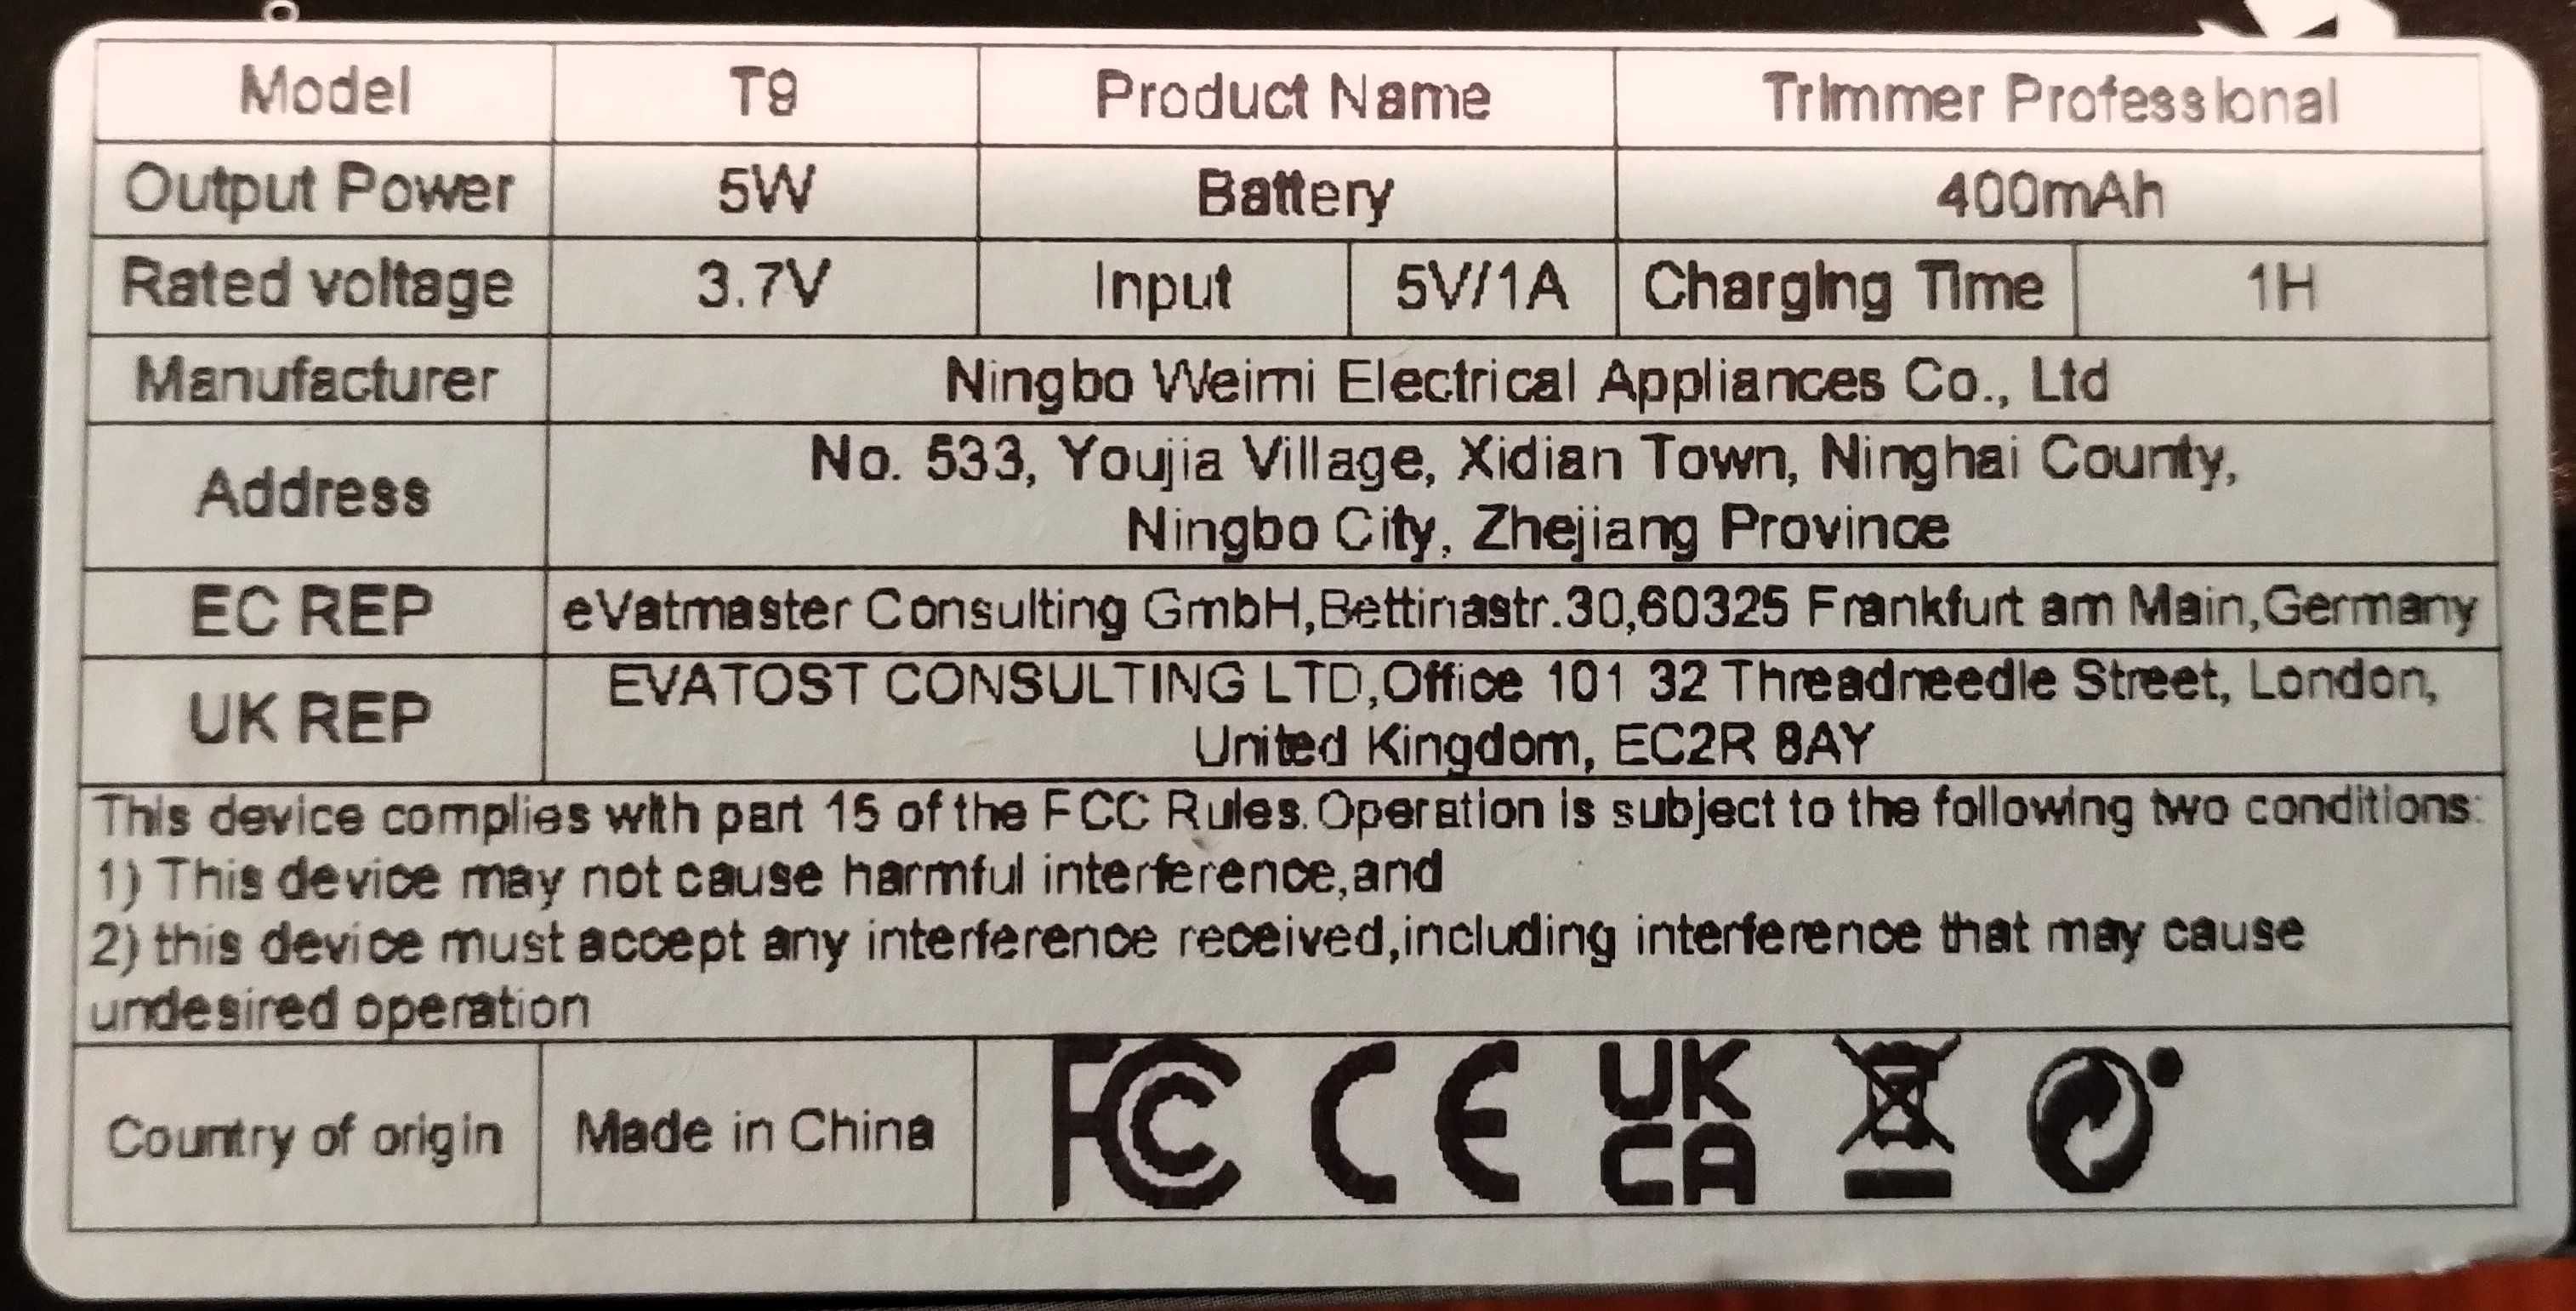 Model T9 Product Name Trimmer Professional
Output Power 5W Battery 400mAh
Rated voltage 3.7V Input 5V/1A Charging Time 1H
Manufacturer Ningbo Weimi Electrical Appliances Co., Ltd
Address No. 533, Youjia Village, Xidian Town, Ninghai County,
Ningbo City, Zhejiang Province
EC REP eVatmaster Consulting GmbH,Bettinastr.30,60325 Frankfurt am Main,Germany
UK REP EVATOST CONSULTING LTD,Office 101 32 Threadneedle Street, London,
United Kingdom, EC2R 8AY
This device complies with part 15 of the FCC Rules. Operation is subject to the following two conditions:
1) This device may not cause harmful interference,and
2) this device must accept any interference received,including interference that may cause
undesired operation
Country of origin Made in China FC CE UK
CA